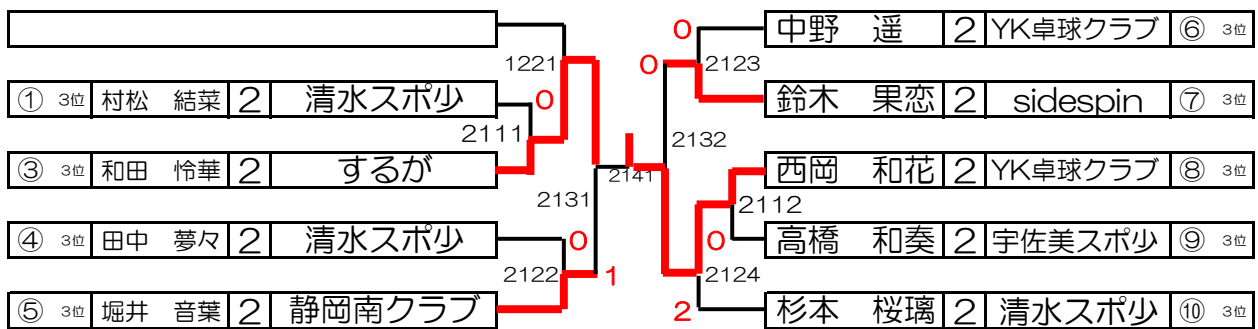 1221
① 3位 村松 結菜 2 清水スポ少
0
2111
③ 3位 和田 怜華 2 するが
2131
④ 3位 田中 夢々 2 清水スポ少
0
2122
1
⑤ 3位 堀井 音葉 2 静岡南クラブ
2141
0
中野 遥 2 YK卓球クラブ ⑥ 3位
0
2123
鈴木 果恋 2 sidespin ⑦ 3位
2132
西岡 和花 2 YK卓球クラブ ⑧ 3位
2112
0
高橋 和奏 2 宇佐美スポ少 ⑨ 3位
2124
2
杉本 桜璃 2 清水スポ少 ⑩ 3位